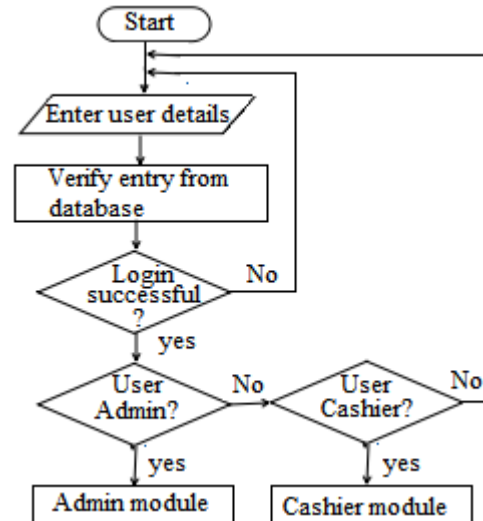 Start
Enter user details
Verify entry from
database
Login
successful
?
No
yes
User
Admin?
No
User
Cashier?
No
yes
yes
Admin module
Cashier module